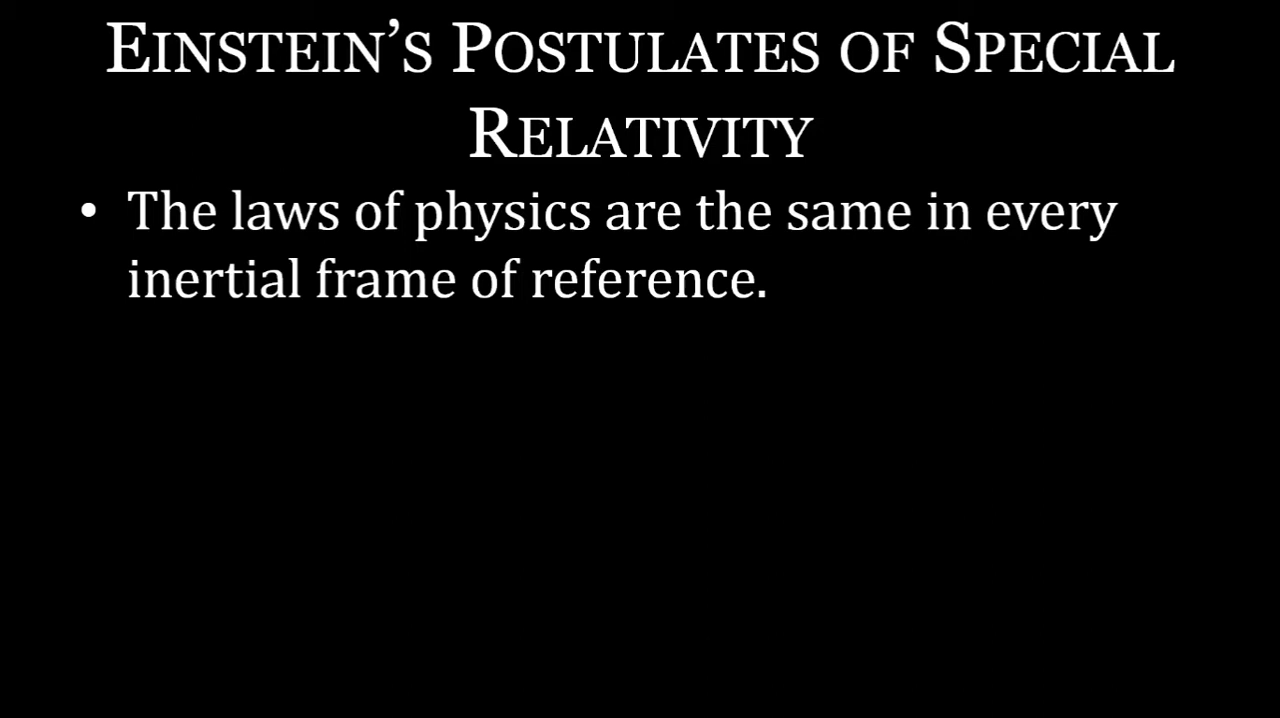 EINSTEIN’S POSTULATES OF SPECIAL
RELATIVITY
• The laws of physics are the same in every
inertial frame of reference.